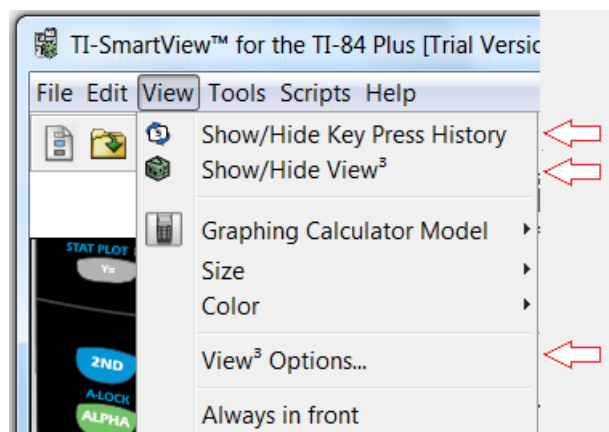 TI-SmartView™ for the TI-84 Plus [Trial Versic
File Edit View Tools Scripts Help
Show/Hide Key Press History
Show/Hide View³
Graphing Calculator Model
Size
Color
View³ Options...
Always in front
STAT PLOT
Y=
2ND
A-LOCK
ALPHA